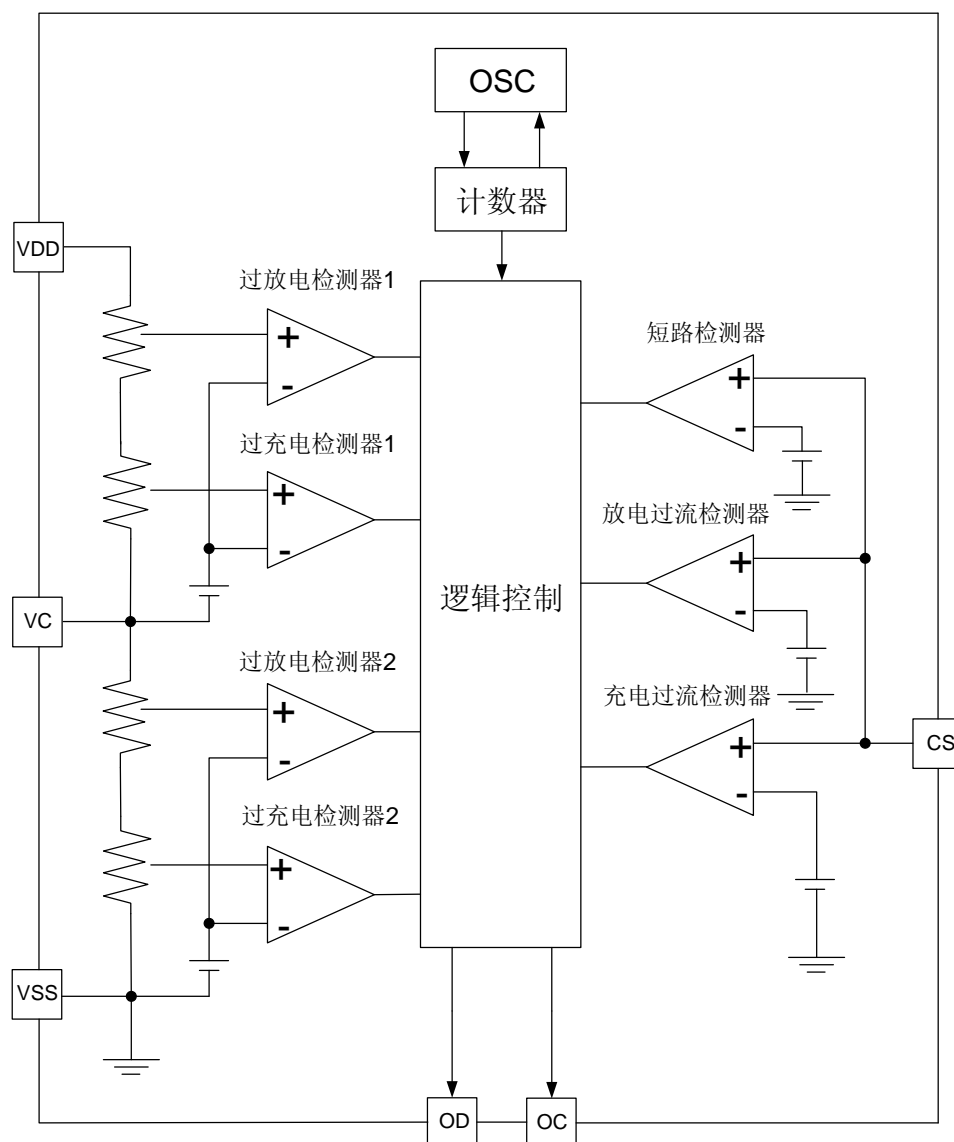 OSC
计数器
VDD
过放电检测器1
+
-
短路检测器
+
-
过充电检测器1
+
-
放电过流检测器
+
-
逻辑控制
VC
过放电检测器2
+
-
充电过流检测器
+
-
CS
过充电检测器2
+
-
VSS
OD
OC